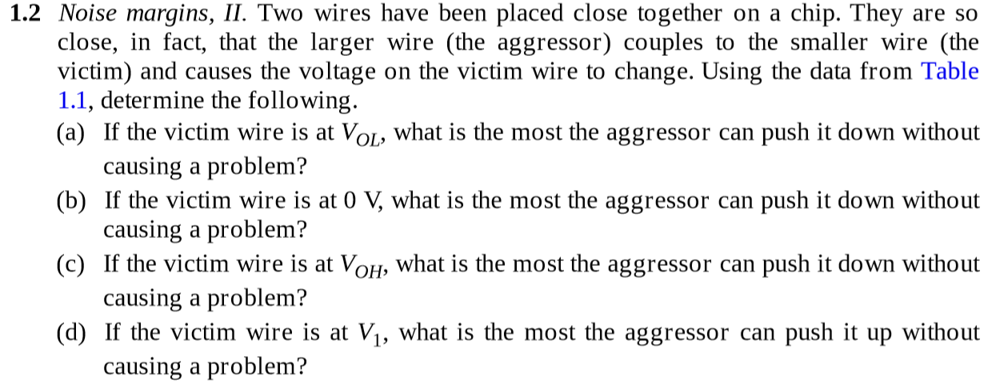 1.2 Noise margins, II. Two wires have been placed close together on a chip. They are so
close, in fact, that the larger wire (the aggressor) couples to the smaller wire (the
victim) and causes the voltage on the victim wire to change. Using the data from Table
1.1, determine the following.
(a) If the victim wire is at V_OL, what is the most the aggressor can push it down without
causing a problem?
(b) If the victim wire is at 0 V, what is the most the aggressor can push it down without
causing a problem?
(c) If the victim wire is at V_OH, what is the most the aggressor can push it down without
causing a problem?
(d) If the victim wire is at V_1, what is the most the aggressor can push it up without
causing a problem?